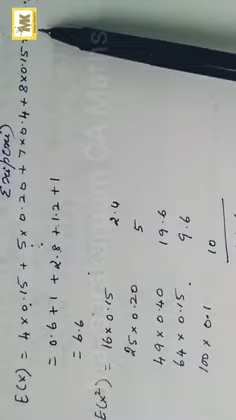 E(x) = 4×0.15 + 5×0.20 + 7×0.4 + 8×0.15
= 0.6 + 1 + 2.8 + 1.2 + 1
= 6.6
E(x²) = 16×0.15 2.4
25×0.20 5
49×0.40 19.6
64×0.15 9.6
100×0.1 10